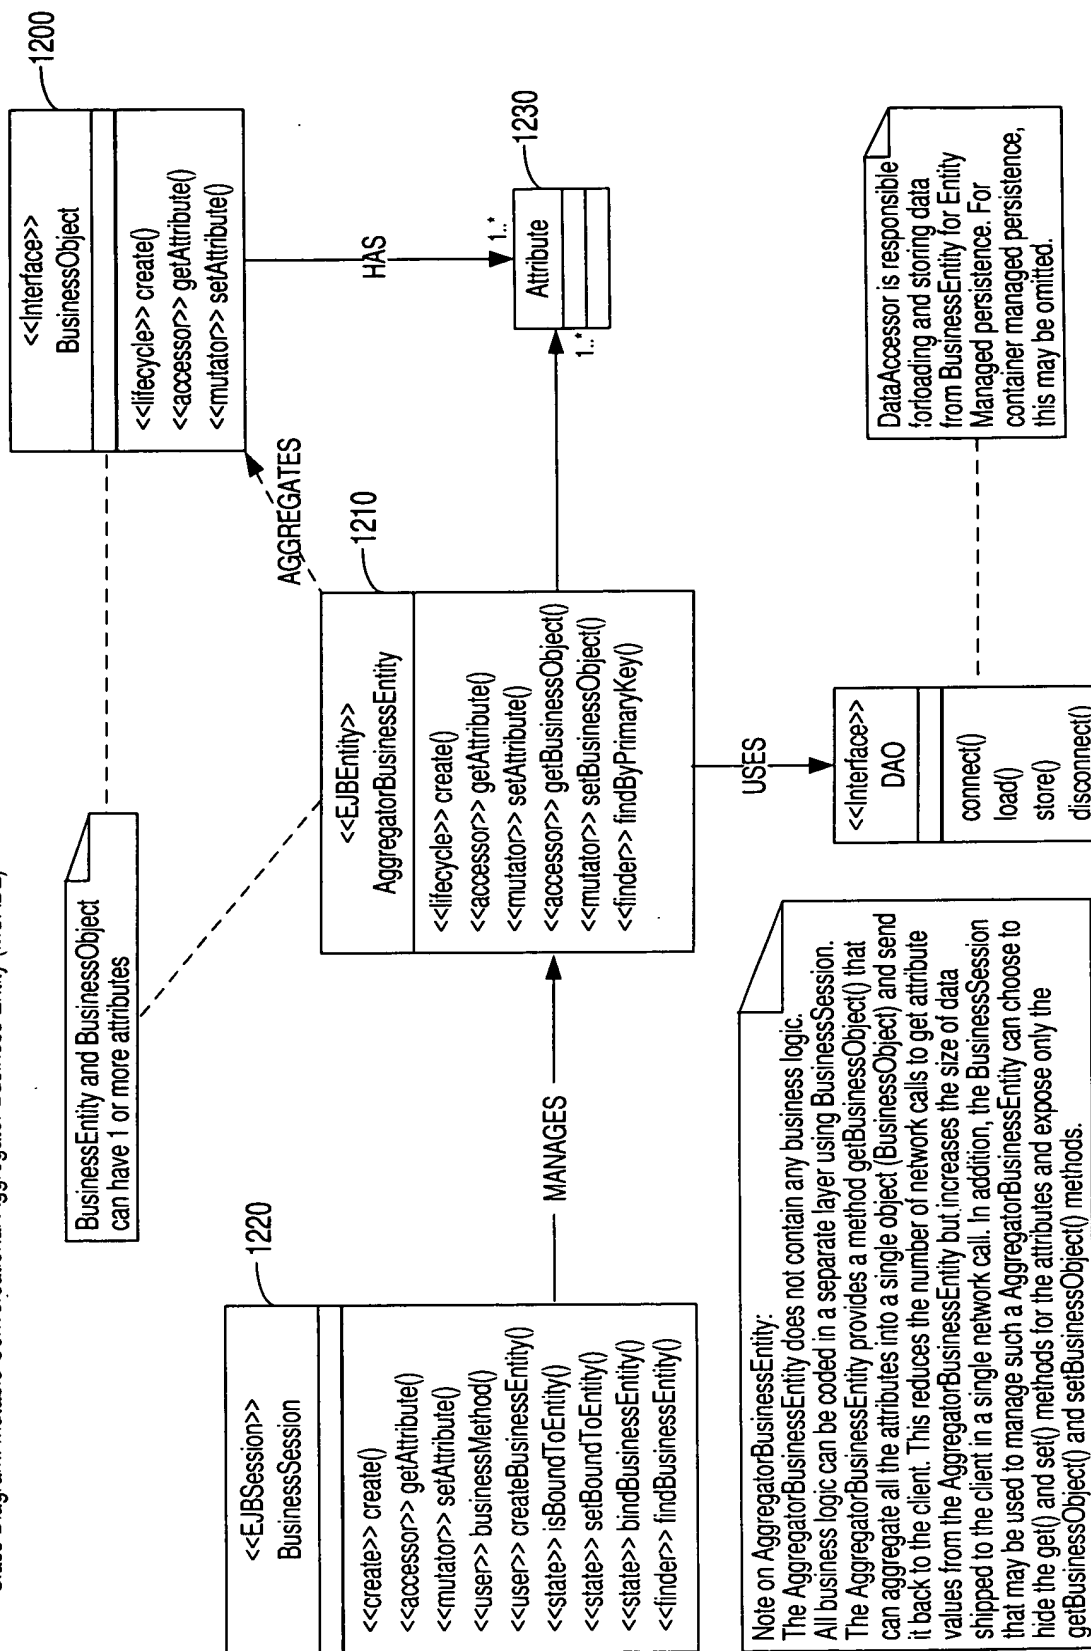 BusinessEntity and BusinessObject
can have 1 or more attributes
1200
<<Interface>>
BusinessObject
<<lifecycle>> create()
<<accessor>> getAttribute()
<<mutator>> setAttribute()
AGGREGATES
HAS
1..*
1230
Attribute
1..*
1210
<<EJBEntity>>
AggregatorBusinessEntity
<<lifecycle>> create()
<<accessor>> getAttribute()
<<mutator>> setAttribute()
<<accessor>> getBusinessObject()
<<mutator>> setBusinessObject()
<<finder>> findByPrimaryKey()
1220
<<EJBSession>>
BusinessSession
<<create>> create()
<<accessor>> getAttribute()
<<mutator>> setAttribute()
<<user>> businessMethod()
<<user>> createBusinessEntity()
<<state>> isBoundToEntity()
<<state>> setBoundToEntity()
<<state>> bindBusinessEntity()
<<finder>> findBusinessEntity()
MANAGES
USES
<<Interface>>
DAO
connect()
load()
store()
disconnect()
DataAccessor is responsible
forloading and storing data
from BusinessEntity for Entity
Managed persistence. For
container managed persistence,
this may be omitted.
Note on AggregatorBusinessEntity:
The AggregatorBusinessEntity does not contain any business logic.
All business logic can be coded in a separate layer using BusinessSession.
The AggregatorBusinessEntity provides a method getBusinessObject() that
can aggregate all the attributes into a single object (BusinessObject) and send
it back to the client. This reduces the number of network calls to get attribute
values from the AggregatorBusinessEntity but increases the size of data
shipped to the client in a single network call. In addition, the BusinessSession
that may be used to manage such a AggregatorBusinessEntity can choose to
hide the get() and set() methods for the attributes and expose only the
getBusinessObject() and setBusinessObject() methods.